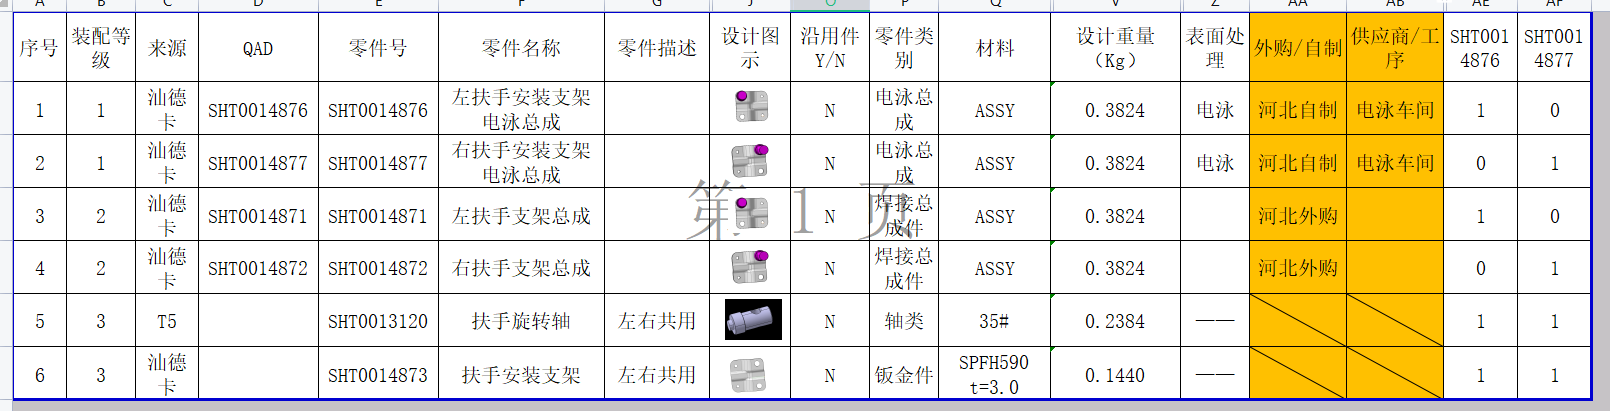 A B C D E F G J O P Q V Z AA AB AE AF
序号 装配等级 来源 QAD 零件号 零件名称 零件描述 设计图示 沿用件Y/N 零件类别 材料 设计重量（Kg） 表面处理 外购/自制 供应商/工序 SHT0014876 SHT0014877
1 1 汕德卡 SHT0014876 SHT0014876 左扶手安装支架电泳总成 N 电泳总成 ASSY 0.3824 电泳 河北自制 电泳车间 1 0
2 1 汕德卡 SHT0014877 SHT0014877 右扶手安装支架电泳总成 N 电泳总成 ASSY 0.3824 电泳 河北自制 电泳车间 0 1
3 2 汕德卡 SHT0014871 SHT0014871 左扶手支架总成 N 焊接总成件 ASSY 0.3824 河北外购 1 0
4 2 汕德卡 SHT0014872 SHT0014872 右扶手支架总成 N 焊接总成件 ASSY 0.3824 河北外购 0 1
5 3 T5 SHT0013120 扶手旋转轴 左右共用 N 轴类 35# 0.2384 —— 1 1
6 3 汕德卡 SHT0014873 扶手安装支架 左右共用 N 钣金件 SPFH590 t=3.0 0.1440 —— 1 1
第 1 页